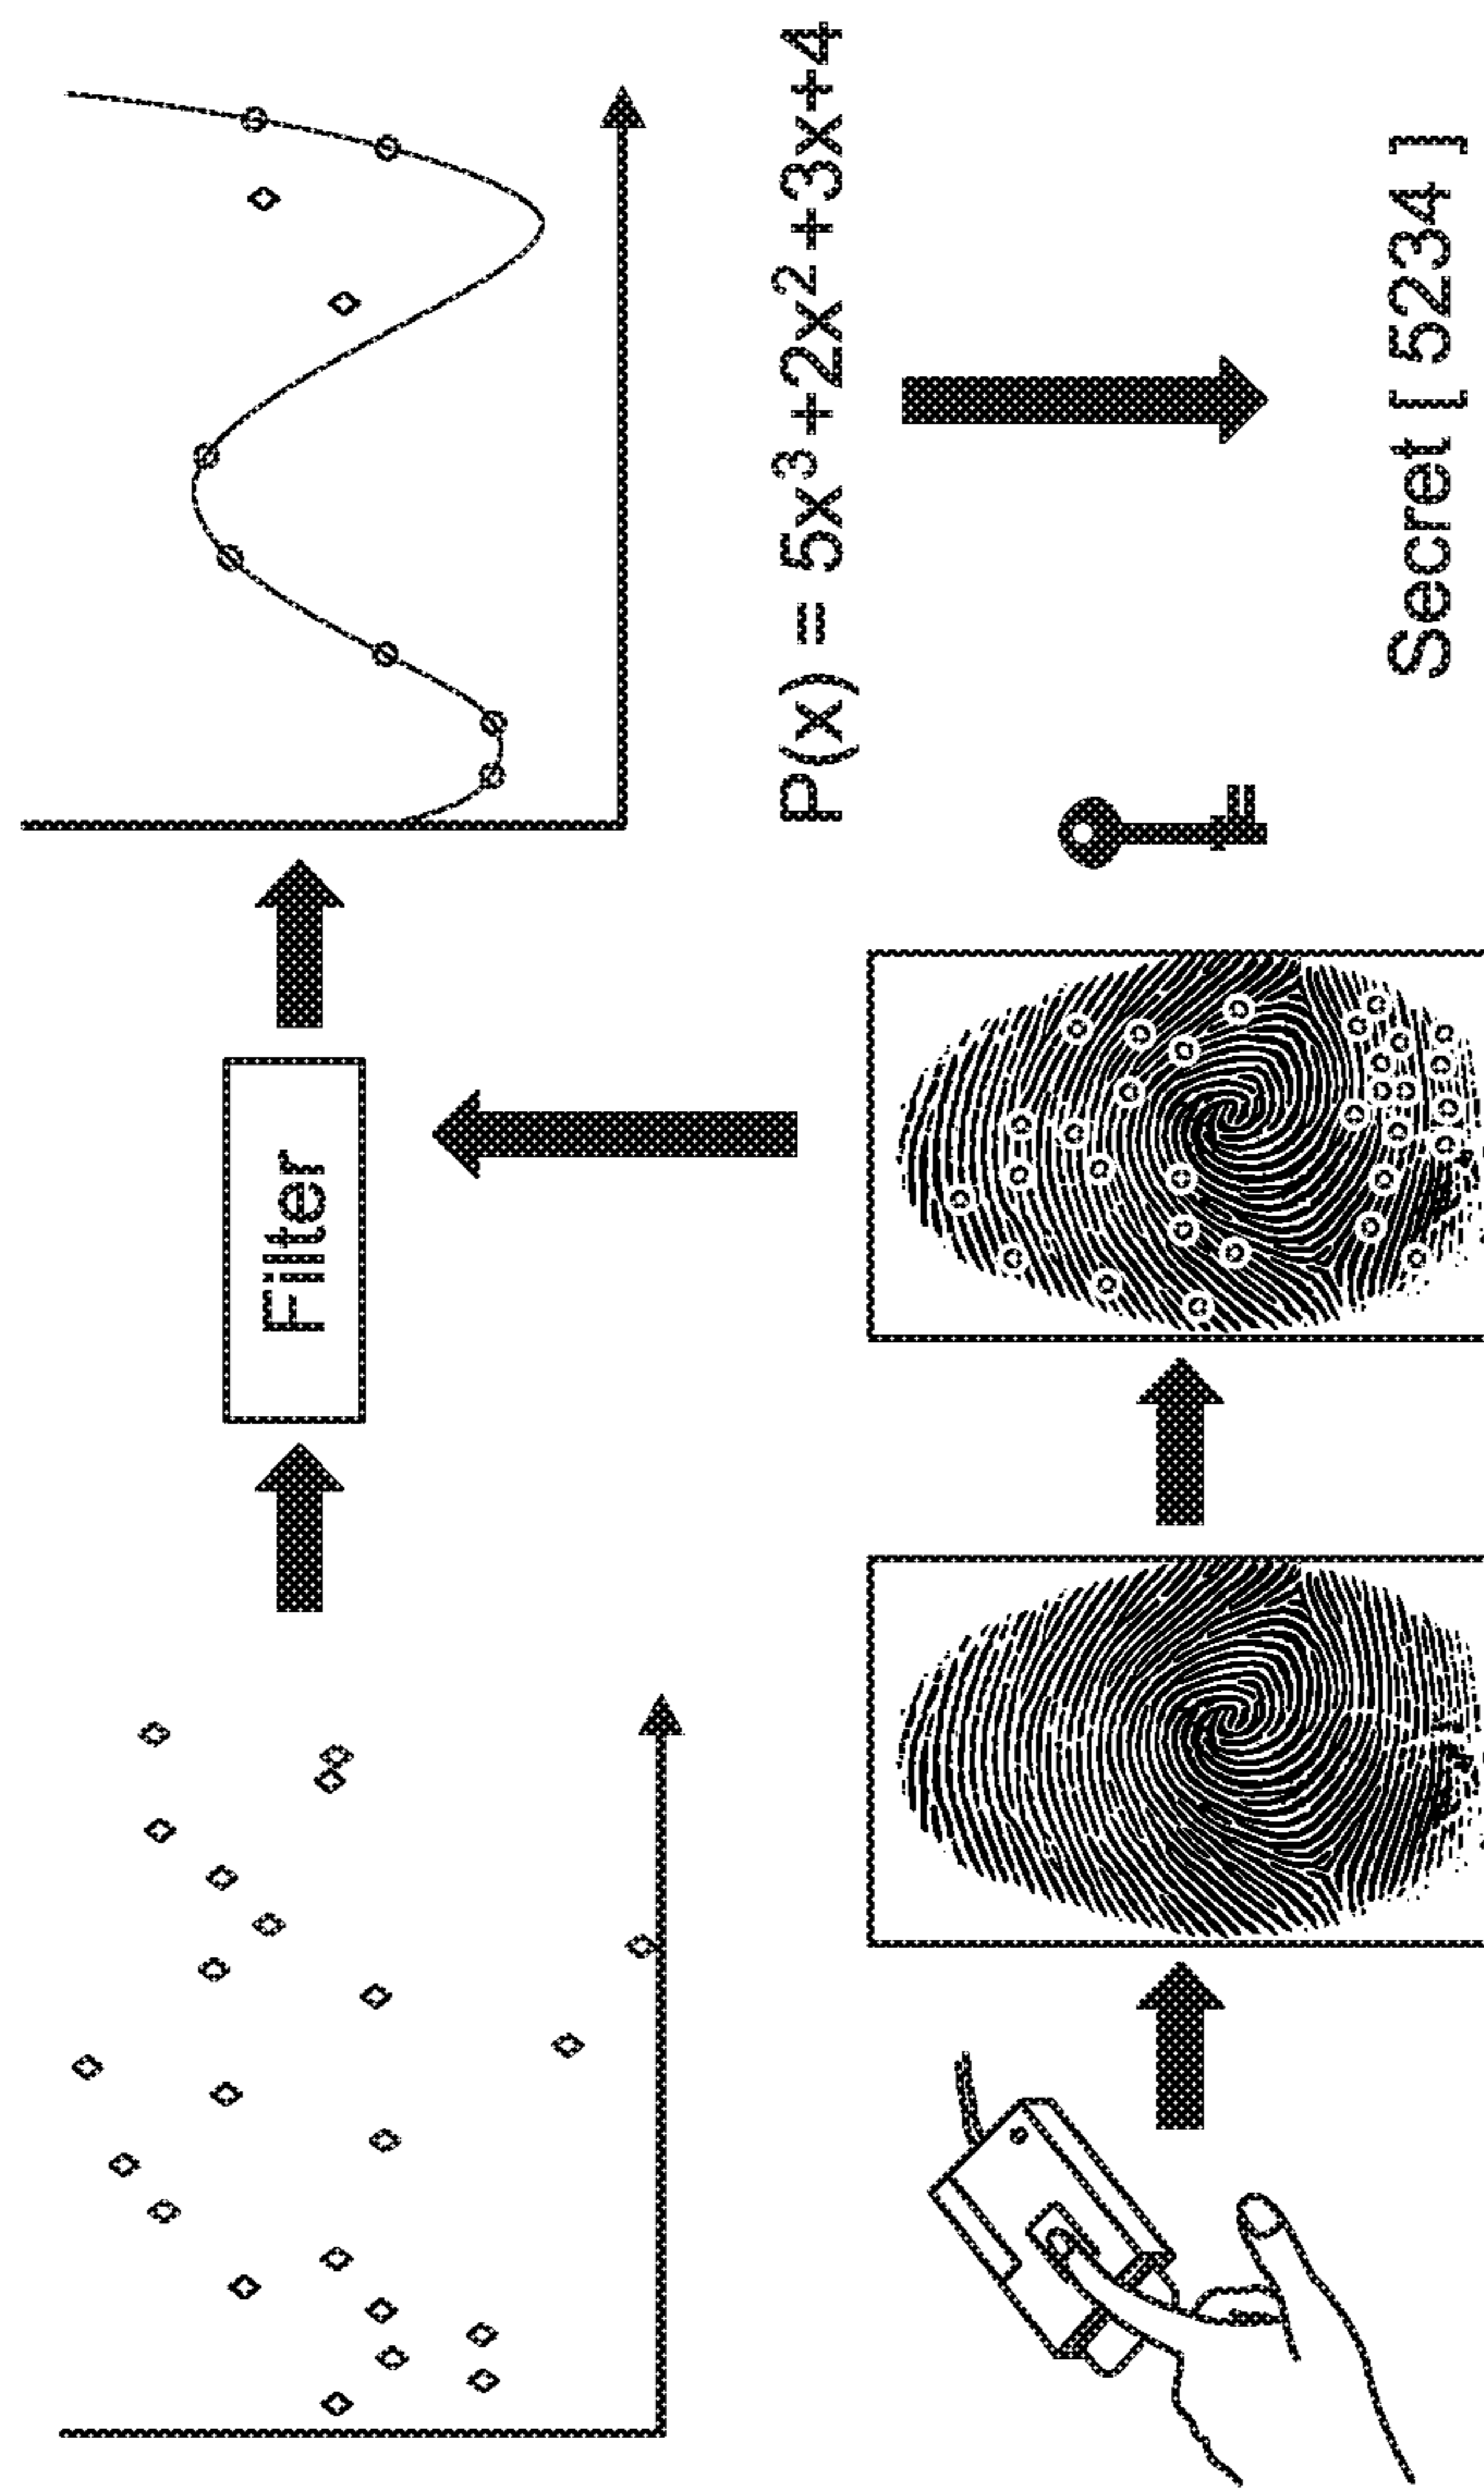 Filter
P(x) = 5x³+2x²+3x+4
Secret [ 5234 ]